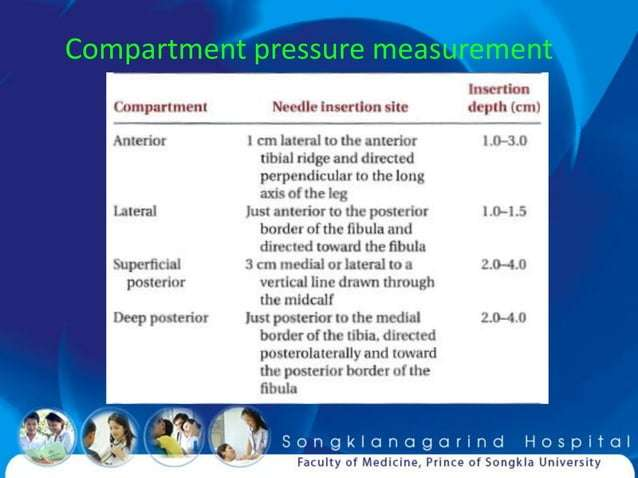 Compartment pressure measurement
Compartment Needle insertion site Insertion depth (cm)
Anterior 1 cm lateral to the anterior 1.0–3.0
tibial ridge and directed
perpendicular to the long
axis of the leg
Lateral Just anterior to the posterior 1.0–1.5
border of the fibula and
directed toward the fibula
Superficial 3 cm medial or lateral to a 2.0–4.0
posterior vertical line drawn through
the midcalf
Deep posterior Just posterior to the medial 2.0–4.0
border of the tibia, directed
posterolaterally and toward
the posterior border of the
fibula
Songklanagarind Hospital
Faculty of Medicine, Prince of Songkla University